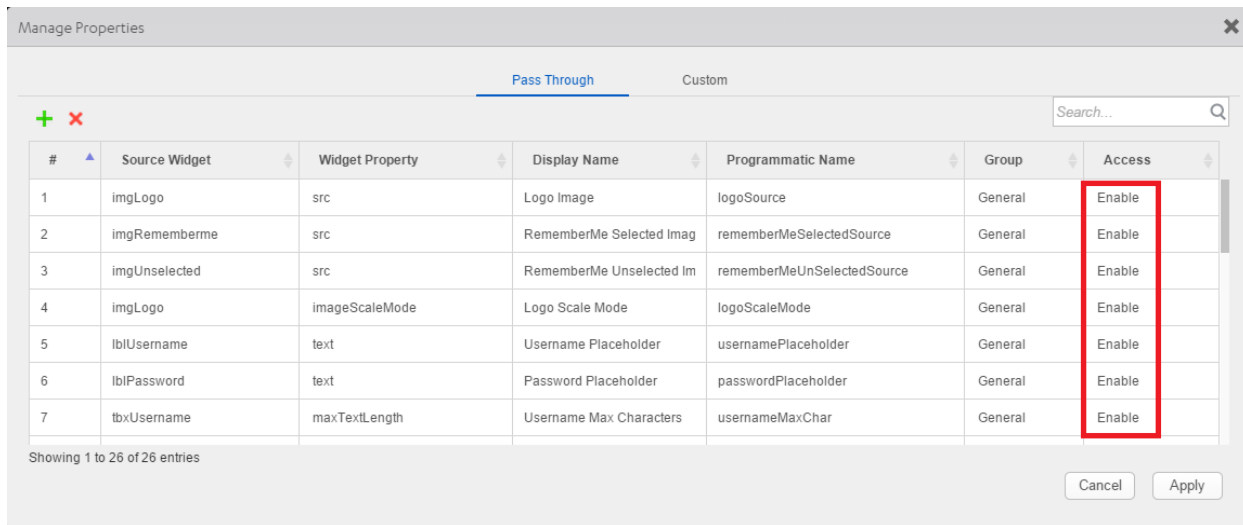 Manage Properties
Pass Through Custom
Search...
# Source Widget Widget Property Display Name Programmatic Name Group Access
1 imgLogo src Logo Image logoSource General Enable
2 imgRememberme src RememberMe Selected Imag rememberMeSelectedSource General Enable
3 imgUnselected src RememberMe Unselected Im rememberMeUnSelectedSource General Enable
4 imgLogo imageScaleMode Logo Scale Mode logoScaleMode General Enable
5 lblUsername text Username Placeholder usernamePlaceholder General Enable
6 lblPassword text Password Placeholder passwordPlaceholder General Enable
7 tbxUsername maxTextLength Username Max Characters usernameMaxChar General Enable
Showing 1 to 26 of 26 entries
Cancel Apply